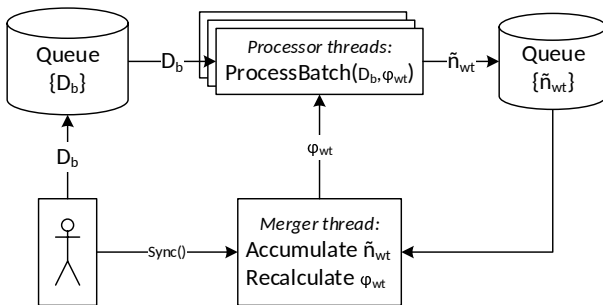 Queue
{D_b}
D_b
Processor threads:
ProcessBatch(D_b,φ_wt)
ñ_wt
Queue
{ñ_wt}
D_b
φ_wt
Sync()
Merger thread:
Accumulate ñ_wt
Recalculate φ_wt